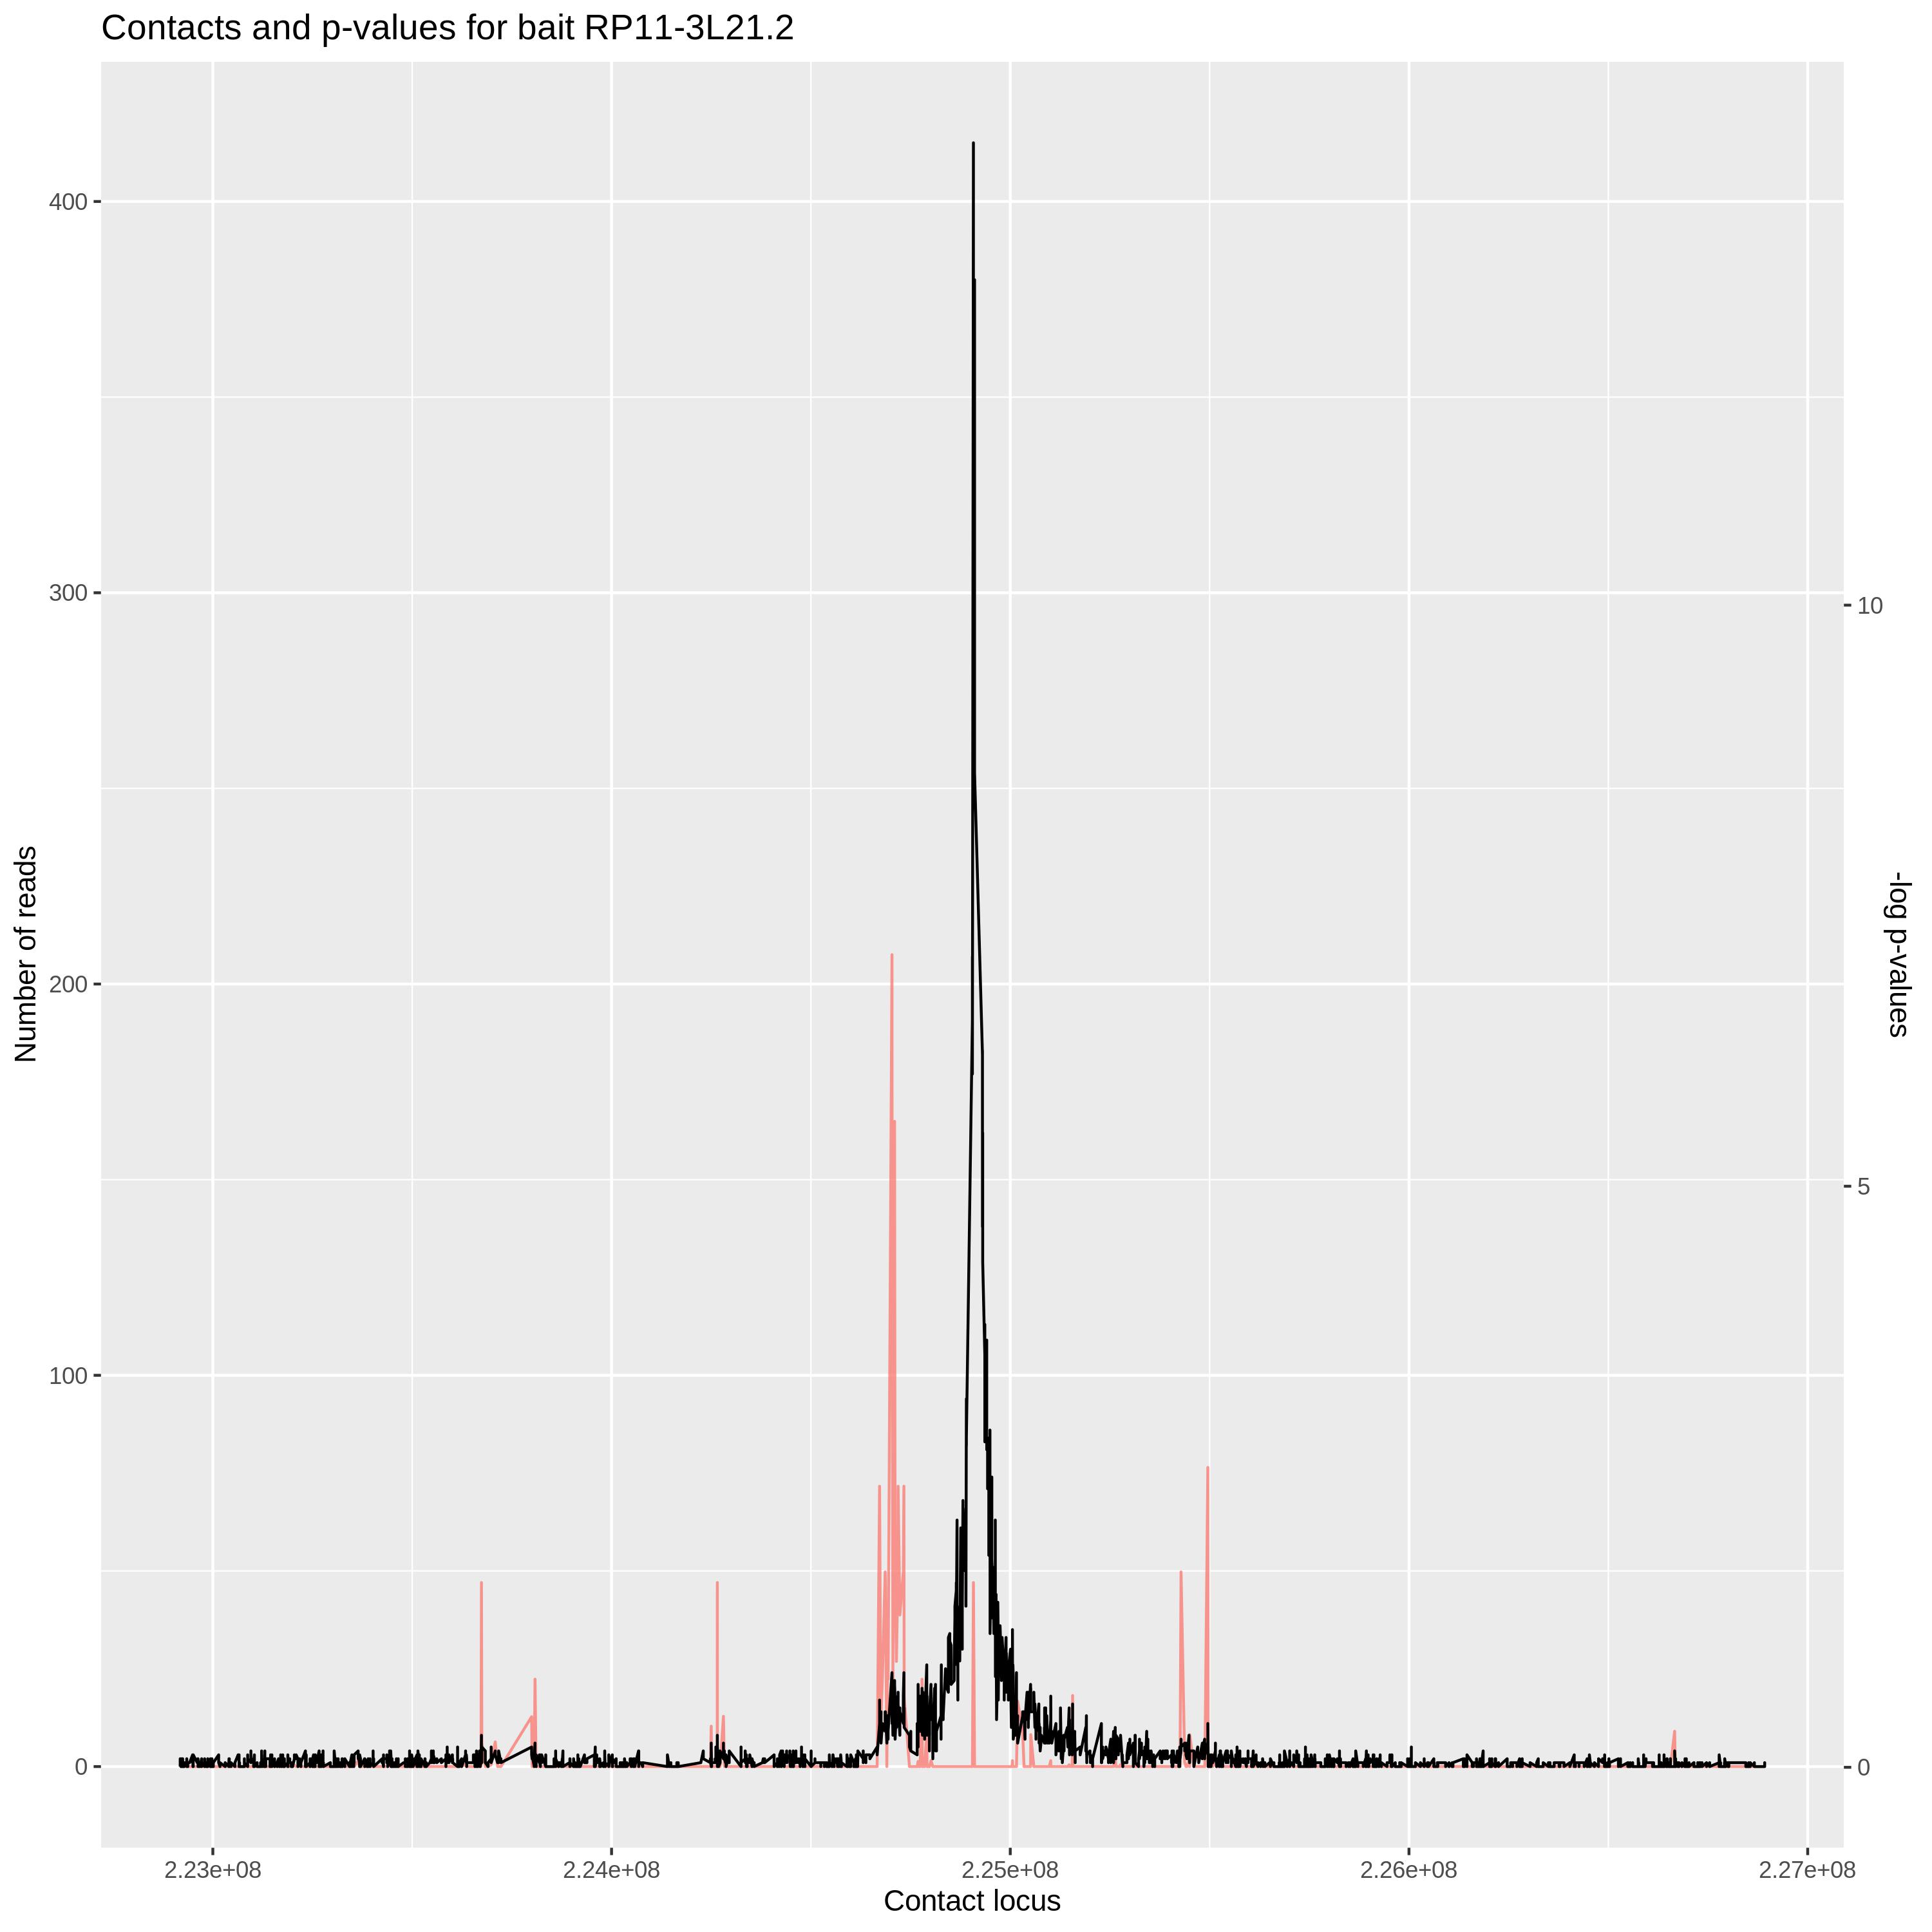 Contacts and p-values for bait RP11-3L21.2
Number of reads
400
300
200
100
0
10
5
0
-log p-values
2.23e+08
2.24e+08
2.25e+08
2.26e+08
2.27e+08
Contact locus